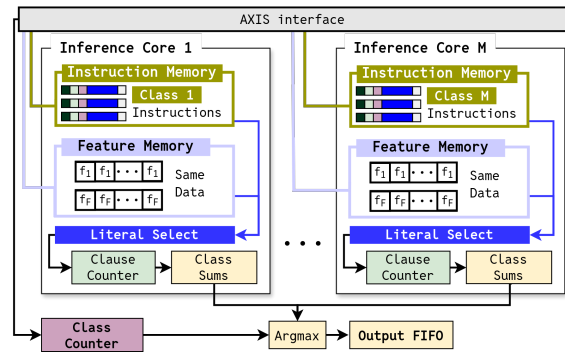 AXIS interface
Inference Core 1
Instruction Memory
Class 1
Instructions
Feature Memory
f1 f1 ••• f1
fF fF ••• fF
Same
Data
Literal Select
Clause
Counter
Class
Sums
•••
Inference Core M
Instruction Memory
Class M
Instructions
Feature Memory
f1 f1 ••• f1
fF fF ••• fF
Same
Data
Literal Select
Clause
Counter
Class
Sums
Class
Counter
Argmax
Output FIFO